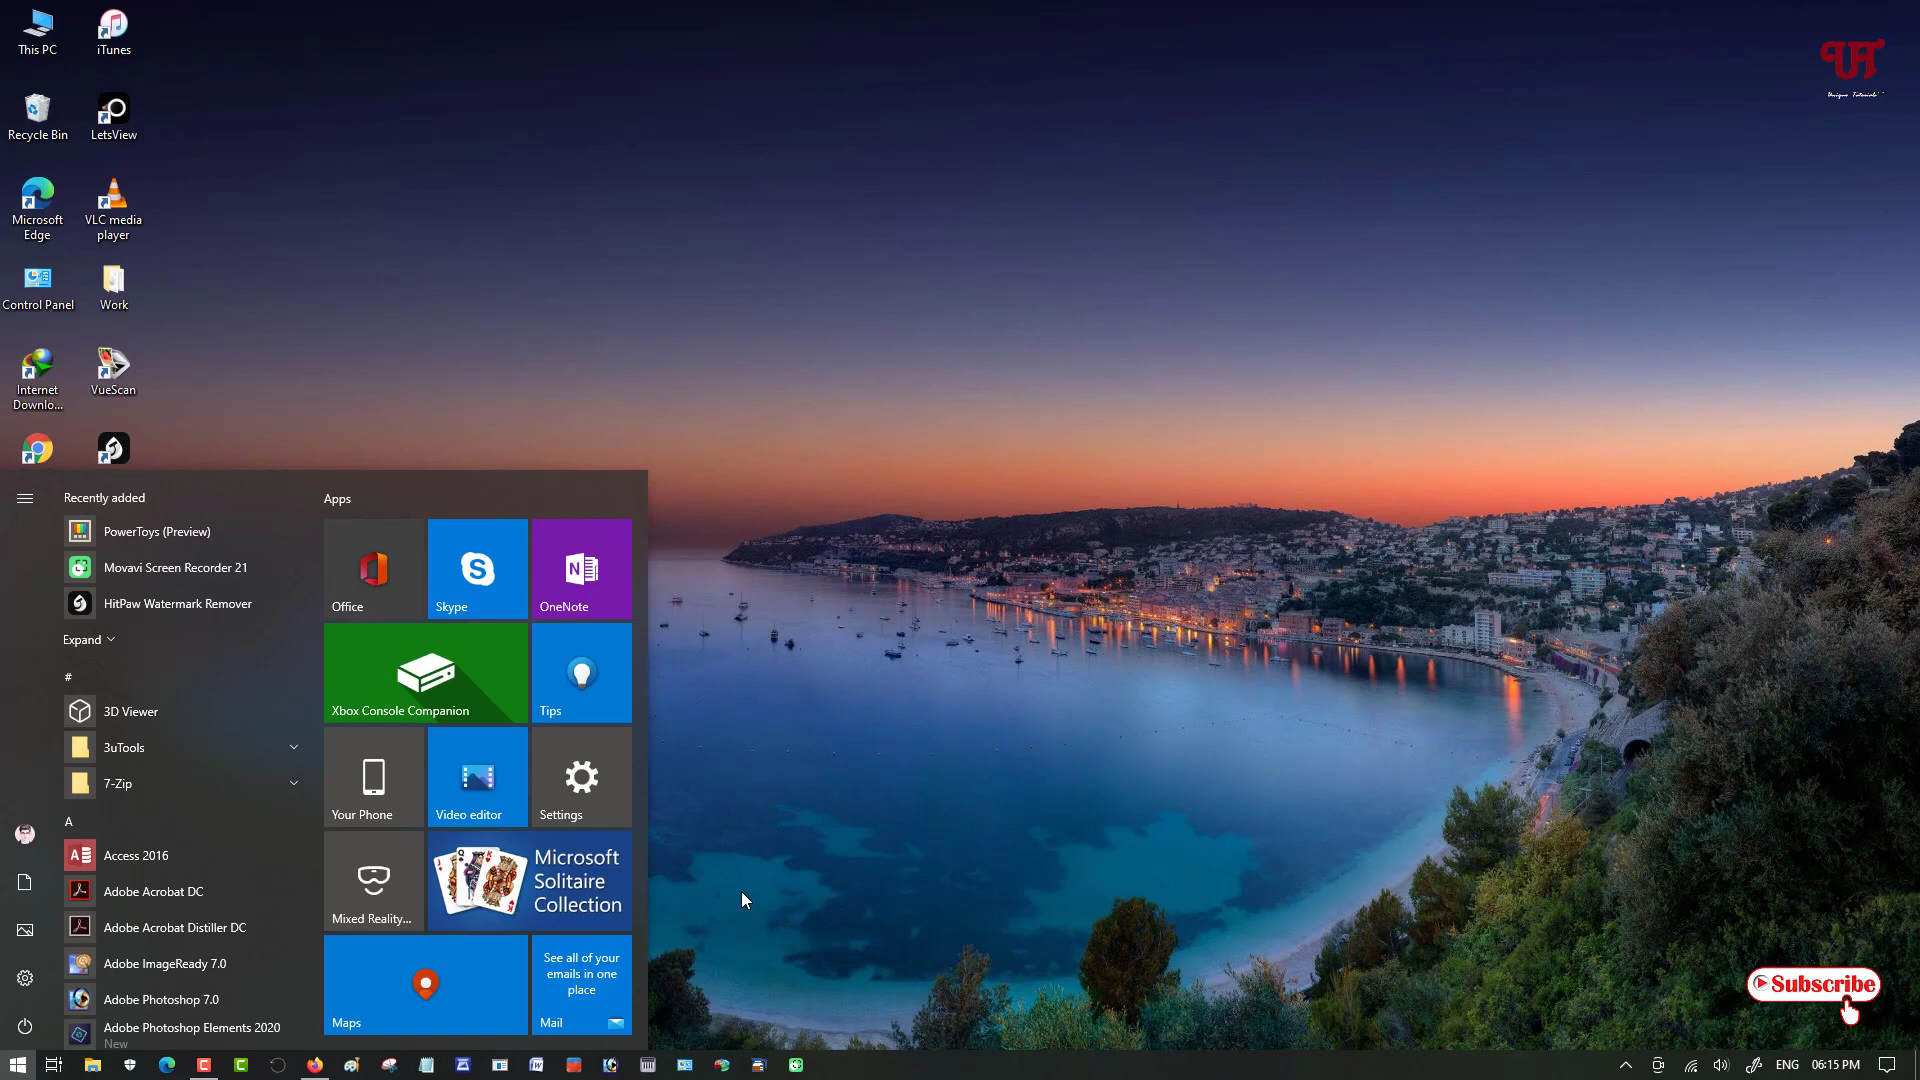 This PC
iTunes
Recycle Bin
LetsView
Microsoft
Edge
VLC media
player
Control Panel
Work
Internet
Downlo...
VueScan
UT
Unique Tutorials
Recently added
PowerToys (Preview)
Movavi Screen Recorder 21
HitPaw Watermark Remover
Expand
#
3D Viewer
3uTools
7-Zip
A
Access 2016
Adobe Acrobat DC
Adobe Acrobat Distiller DC
Adobe ImageReady 7.0
Adobe Photoshop 7.0
Adobe Photoshop Elements 2020
New
Apps
Office
Skype
OneNote
Xbox Console Companion
Tips
Your Phone
Video editor
Settings
Mixed Reality...
Microsoft
Solitaire
Collection
Maps
See all of your
emails in one
place
Mail
Subscribe
ENG
06:15 PM